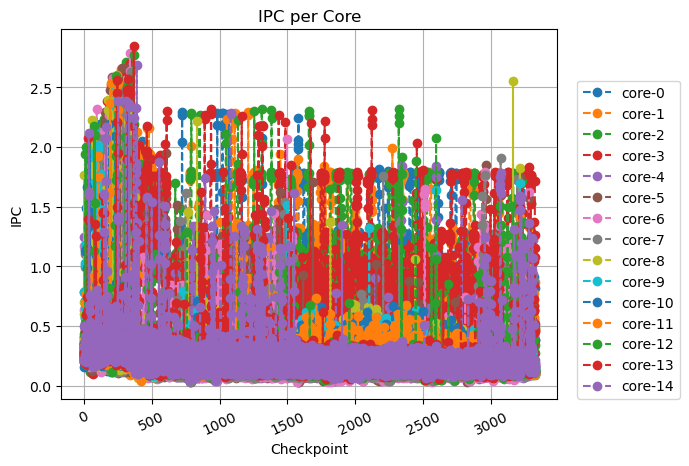 IPC per Core
IPC
2.5
2.0
1.5
1.0
0.5
0.0
0
500
1000
1500
2000
2500
3000
Checkpoint
core-0
core-1
core-2
core-3
core-4
core-5
core-6
core-7
core-8
core-9
core-10
core-11
core-12
core-13
core-14